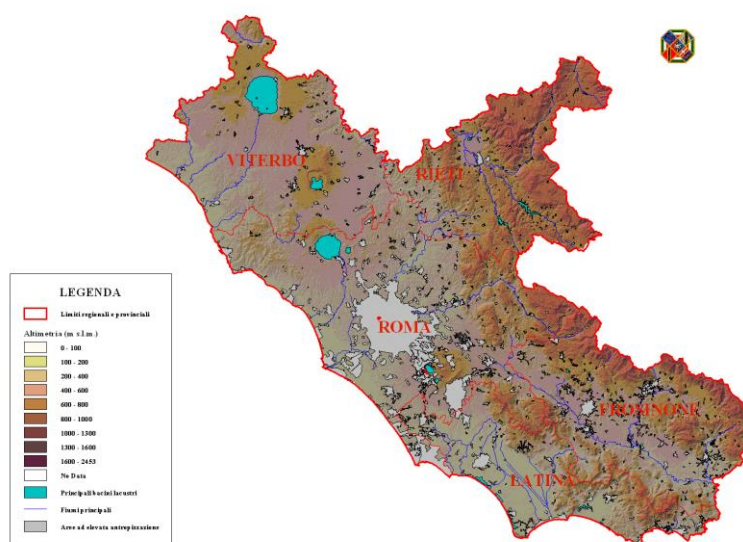 VITERBO
RIETI
ROMA
FROSINONE
LATINA
LEGENDA
Limiti regionali e provinciali
Altimetria (m s.l.m.)
0 - 100
100 - 200
200 - 400
400 - 600
600 - 800
800 - 1000
1000 - 1300
1300 - 1600
1600 - 2453
No Data
Principali bacini lacustri
Fiumi principali
Aree ad elevata antropizzazione